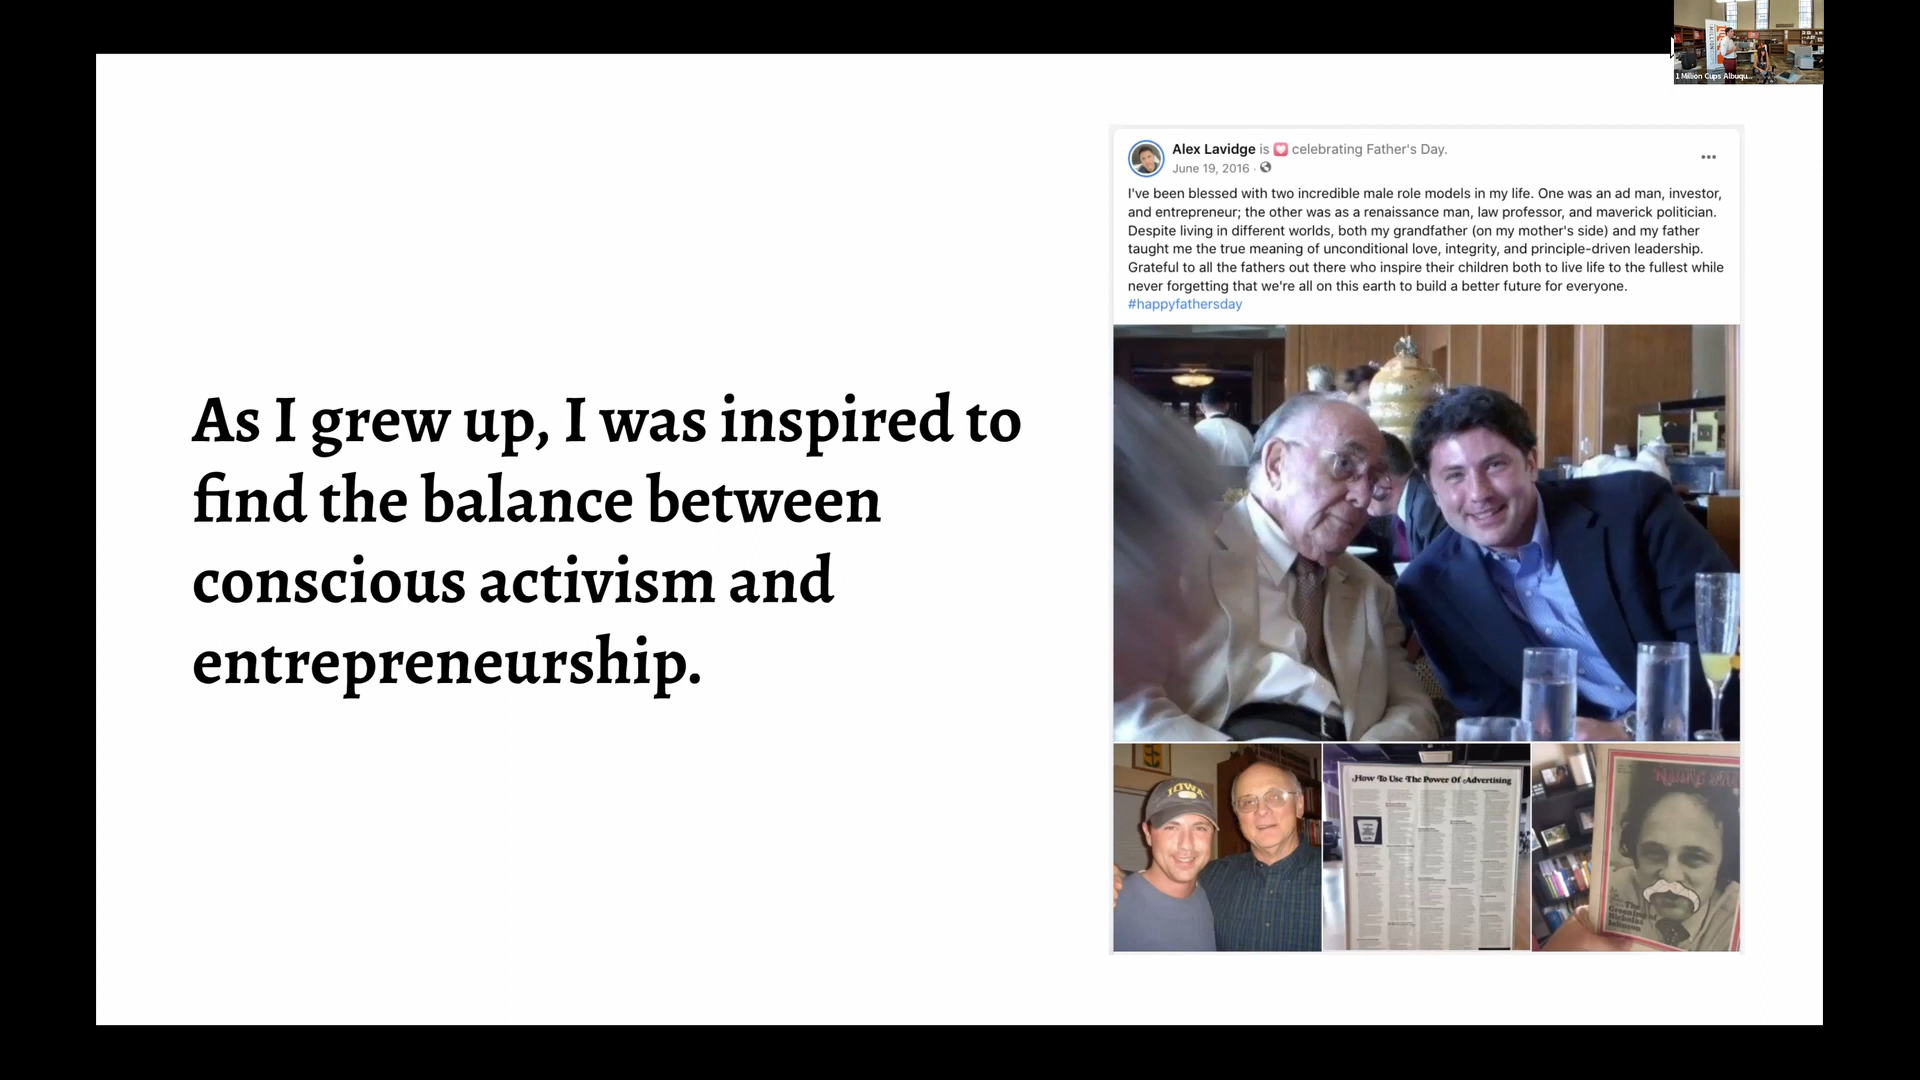 1 Million Cups Albuqu...
As I grew up, I was inspired to
find the balance between
conscious activism and
entrepreneurship.
Alex Lavidge is celebrating Father's Day.
June 19, 2016 ·
I've been blessed with two incredible male role models in my life. One was an ad man, investor,
and entrepreneur; the other was as a renaissance man, law professor, and maverick politician.
Despite living in different worlds, both my grandfather (on my mother's side) and my father
taught me the true meaning of unconditional love, integrity, and principle-driven leadership.
Grateful to all the fathers out there who inspire their children both to live life to the fullest while
never forgetting that we're all on this earth to build a better future for everyone.
#happyfathersday
IOWA
How To Use The Power Of Advertising
The
Greening of
Nicholas
Johnson